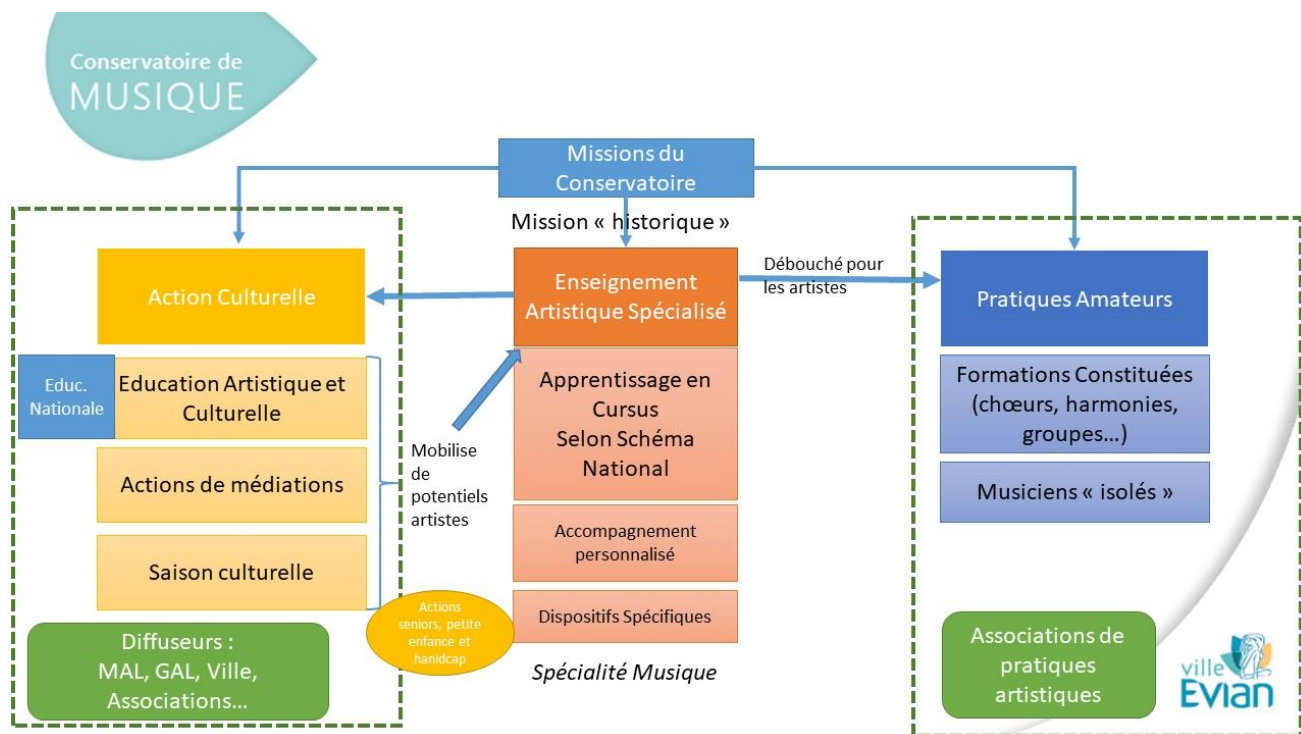 Conservatoire de
MUSIQUE
Missions du
Conservatoire
Mission « historique »
Action Culturelle
Enseignement
Artistique Spécialisé
Débouché pour
les artistes
Pratiques Amateurs
Educ.
Nationale
Education Artistique et
Culturelle
Actions de médiations
Saison culturelle
Mobilise
de
potentiels
artistes
Apprentissage en
Cursus
Selon Schéma
National
Accompagnement
personnalisé
Dispositifs Spécifiques
Spécialité Musique
Formations Constituées
(chœurs, harmonies,
groupes…)
Musiciens « isolés »
Actions
seniors, petite
enfance et
handicap
Diffuseurs :
MAL, GAL, Ville,
Associations…
Associations de
pratiques
artistiques
ville
Evian